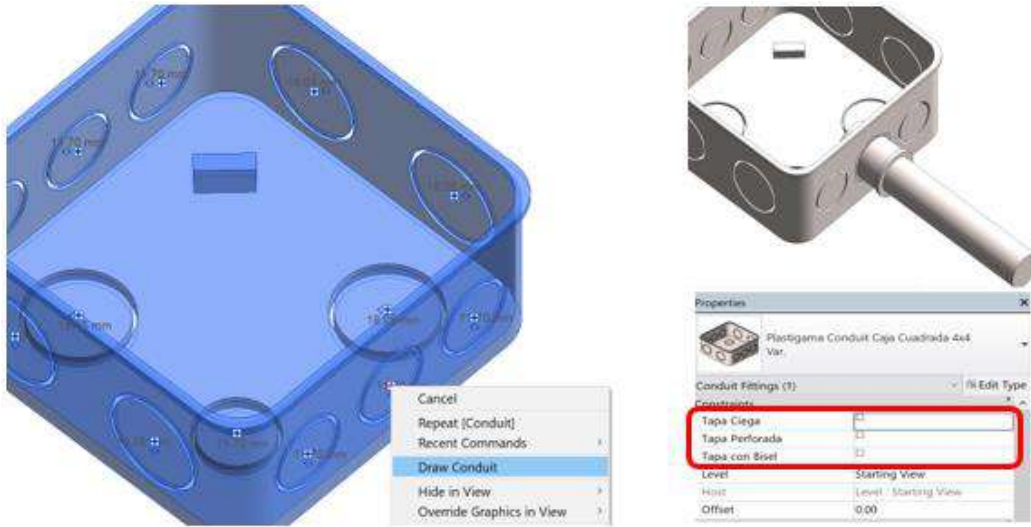 Cancel
Repeat [Conduit]
Recent Commands
Draw Conduit
Hide in View
Override Graphics in View
Properties
Plastigama Conduit Caja Cuadrada 4x4
Var.
Conduit Fittings (1)
Edit Type
Constraints
Tapa Ciega
Tapa Perforada
Tapa con Bisel
Level Starting View
Host Level : Starting View
Offset 0.00